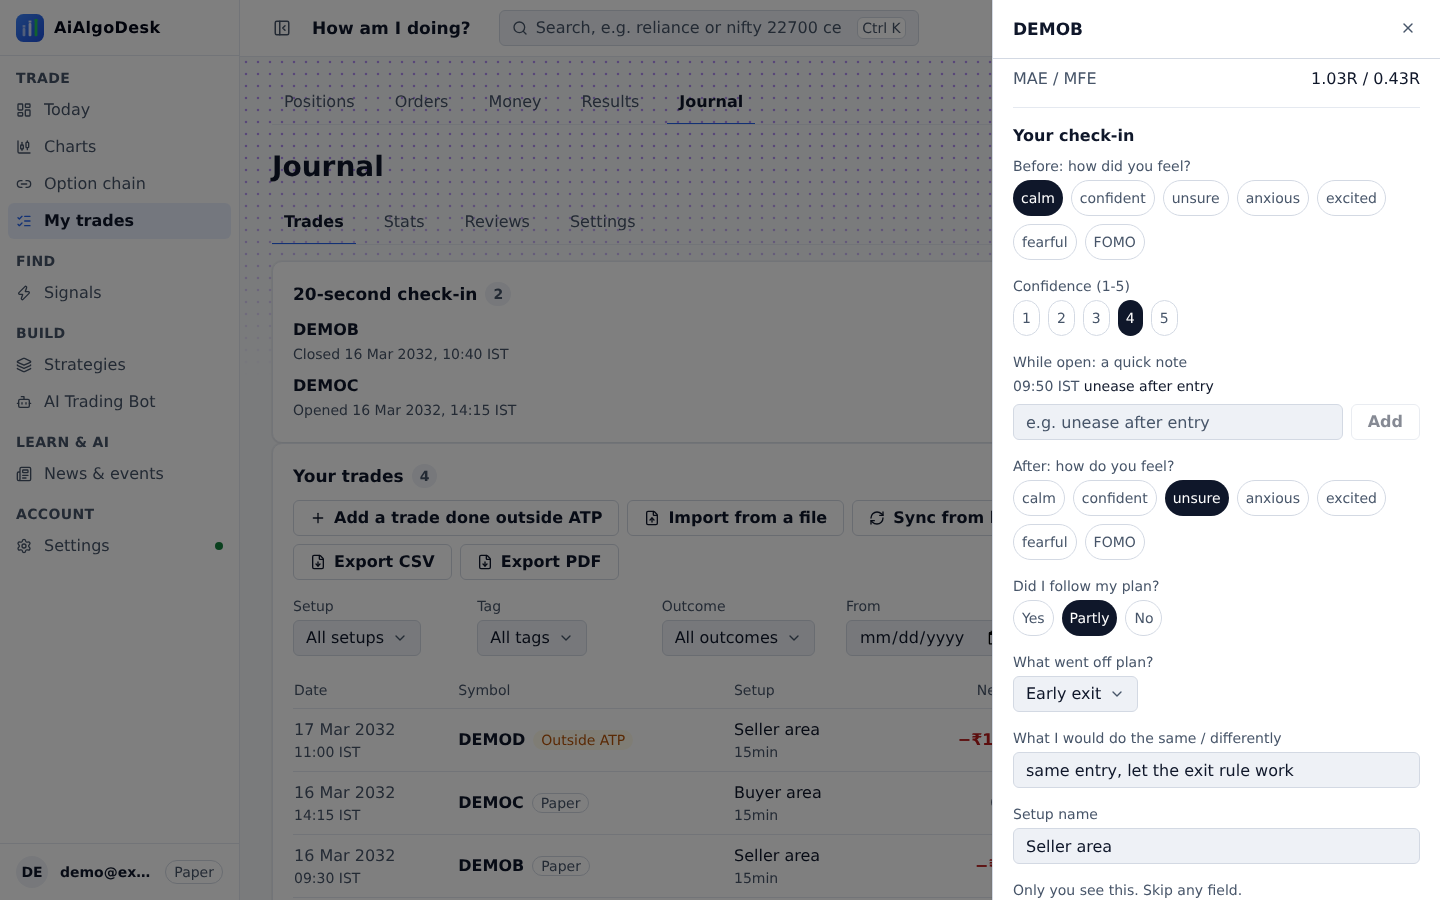 AiAlgoDesk
TRADE
Today
Charts
Option chain
My trades
FIND
Signals
BUILD
Strategies
AI Trading Bot
LEARN & AI
News & events
ACCOUNT
Settings
DE demo@ex... Paper
How am I doing?
Search, e.g. reliance or nifty 22700 ce Ctrl K
Positions Orders Money Results Journal
Journal
Trades Stats Reviews Settings
20-second check-in 2
DEMOB
Closed 16 Mar 2032, 10:40 IST
DEMOC
Opened 16 Mar 2032, 14:15 IST
Your trades 4
Add a trade done outside ATP Import from a file Sync from
Export CSV Export PDF
Setup Tag Outcome From
All setups All tags All outcomes mm/dd/yyyy
Date Symbol Setup
17 Mar 2032 DEMOD Outside ATP Seller area
11:00 IST 15min
16 Mar 2032 DEMOC Paper Buyer area
14:15 IST 15min
16 Mar 2032 DEMOB Paper Seller area
09:30 IST 15min
DEMOB
MAE / MFE 1.03R / 0.43R
Your check-in
Before: how did you feel?
calm confident unsure anxious excited
fearful FOMO
Confidence (1-5)
1 2 3 4 5
While open: a quick note
09:50 IST unease after entry
e.g. unease after entry Add
After: how do you feel?
calm confident unsure anxious excited
fearful FOMO
Did I follow my plan?
Yes Partly No
What went off plan?
Early exit
What I would do the same / differently
same entry, let the exit rule work
Setup name
Seller area
Only you see this. Skip any field.